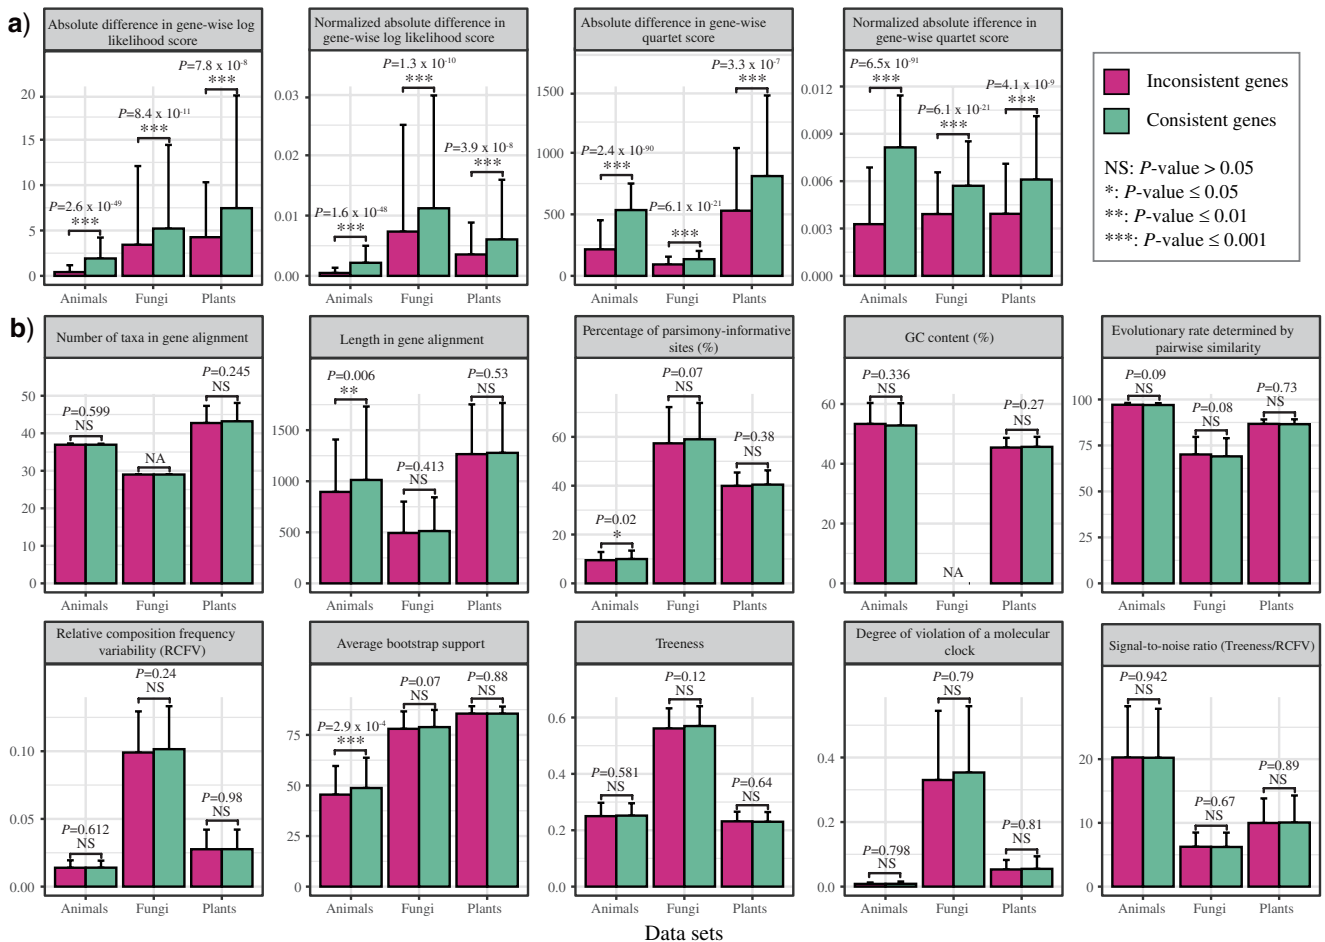 a)
Absolute difference in gene-wise log
likelihood score
P=2.6 x 10-49
***
P=8.4 x 10-11
***
P=7.8 x 10-8
***
20
15
10
5
0
Animals Fungi Plants
Normalized absolute difference in
gene-wise log likelihood score
P=1.6 x 10-48
***
P=1.3 x 10-10
***
P=3.9 x 10-8
***
0.03
0.02
0.01
0.00
Animals Fungi Plants
Absolute difference in gene-wise
quartet score
P=2.4 x 10-90
***
P=6.1 x 10-21
***
P=3.3 x 10-7
***
1500
1000
500
0
Animals Fungi Plants
Normalized absolute ifference in
gene-wise quartet score
P=6.5x 10-91
***
P=6.1 x 10-21
***
P=4.1 x 10-9
***
0.012
0.009
0.006
0.003
0.000
Animals Fungi Plants
Inconsistent genes
Consistent genes
NS: P-value > 0.05
*: P-value ≤ 0.05
**: P-value ≤ 0.01
***: P-value ≤ 0.001
b)
Number of taxa in gene alignment
P=0.599
NS
NA
P=0.245
NS
50
40
30
20
10
0
Animals Fungi Plants
Length in gene alignment
P=0.006
**
P=0.413
NS
P=0.53
NS
1500
1000
500
0
Animals Fungi Plants
Percentage of parsimony-informative
sites (%)
P=0.02
*
P=0.07
NS
P=0.38
NS
60
40
20
0
Animals Fungi Plants
GC content (%)
P=0.336
NS
NA
P=0.27
NS
60
40
20
0
Animals Fungi Plants
Evolutionary rate determined by
pairwise similarity
P=0.09
NS
P=0.08
NS
P=0.73
NS
100
75
50
25
0
Animals Fungi Plants
Relative composition frequency
variability (RCFV)
P=0.612
NS
P=0.24
NS
P=0.98
NS
0.10
0.05
0.00
Animals Fungi Plants
Average bootstrap support
P=2.9 x 10-4
***
P=0.07
NS
P=0.88
NS
75
50
25
0
Animals Fungi Plants
Treeness
P=0.581
NS
P=0.12
NS
P=0.64
NS
0.6
0.4
0.2
0.0
Animals Fungi Plants
Degree of violation of a molecular
clock
P=0.798
NS
P=0.79
NS
P=0.81
NS
0.4
0.2
0.0
Animals Fungi Plants
Signal-to-noise ratio (Treeness/RCFV)
P=0.942
NS
P=0.67
NS
P=0.89
NS
20
10
0
Animals Fungi Plants
Data sets